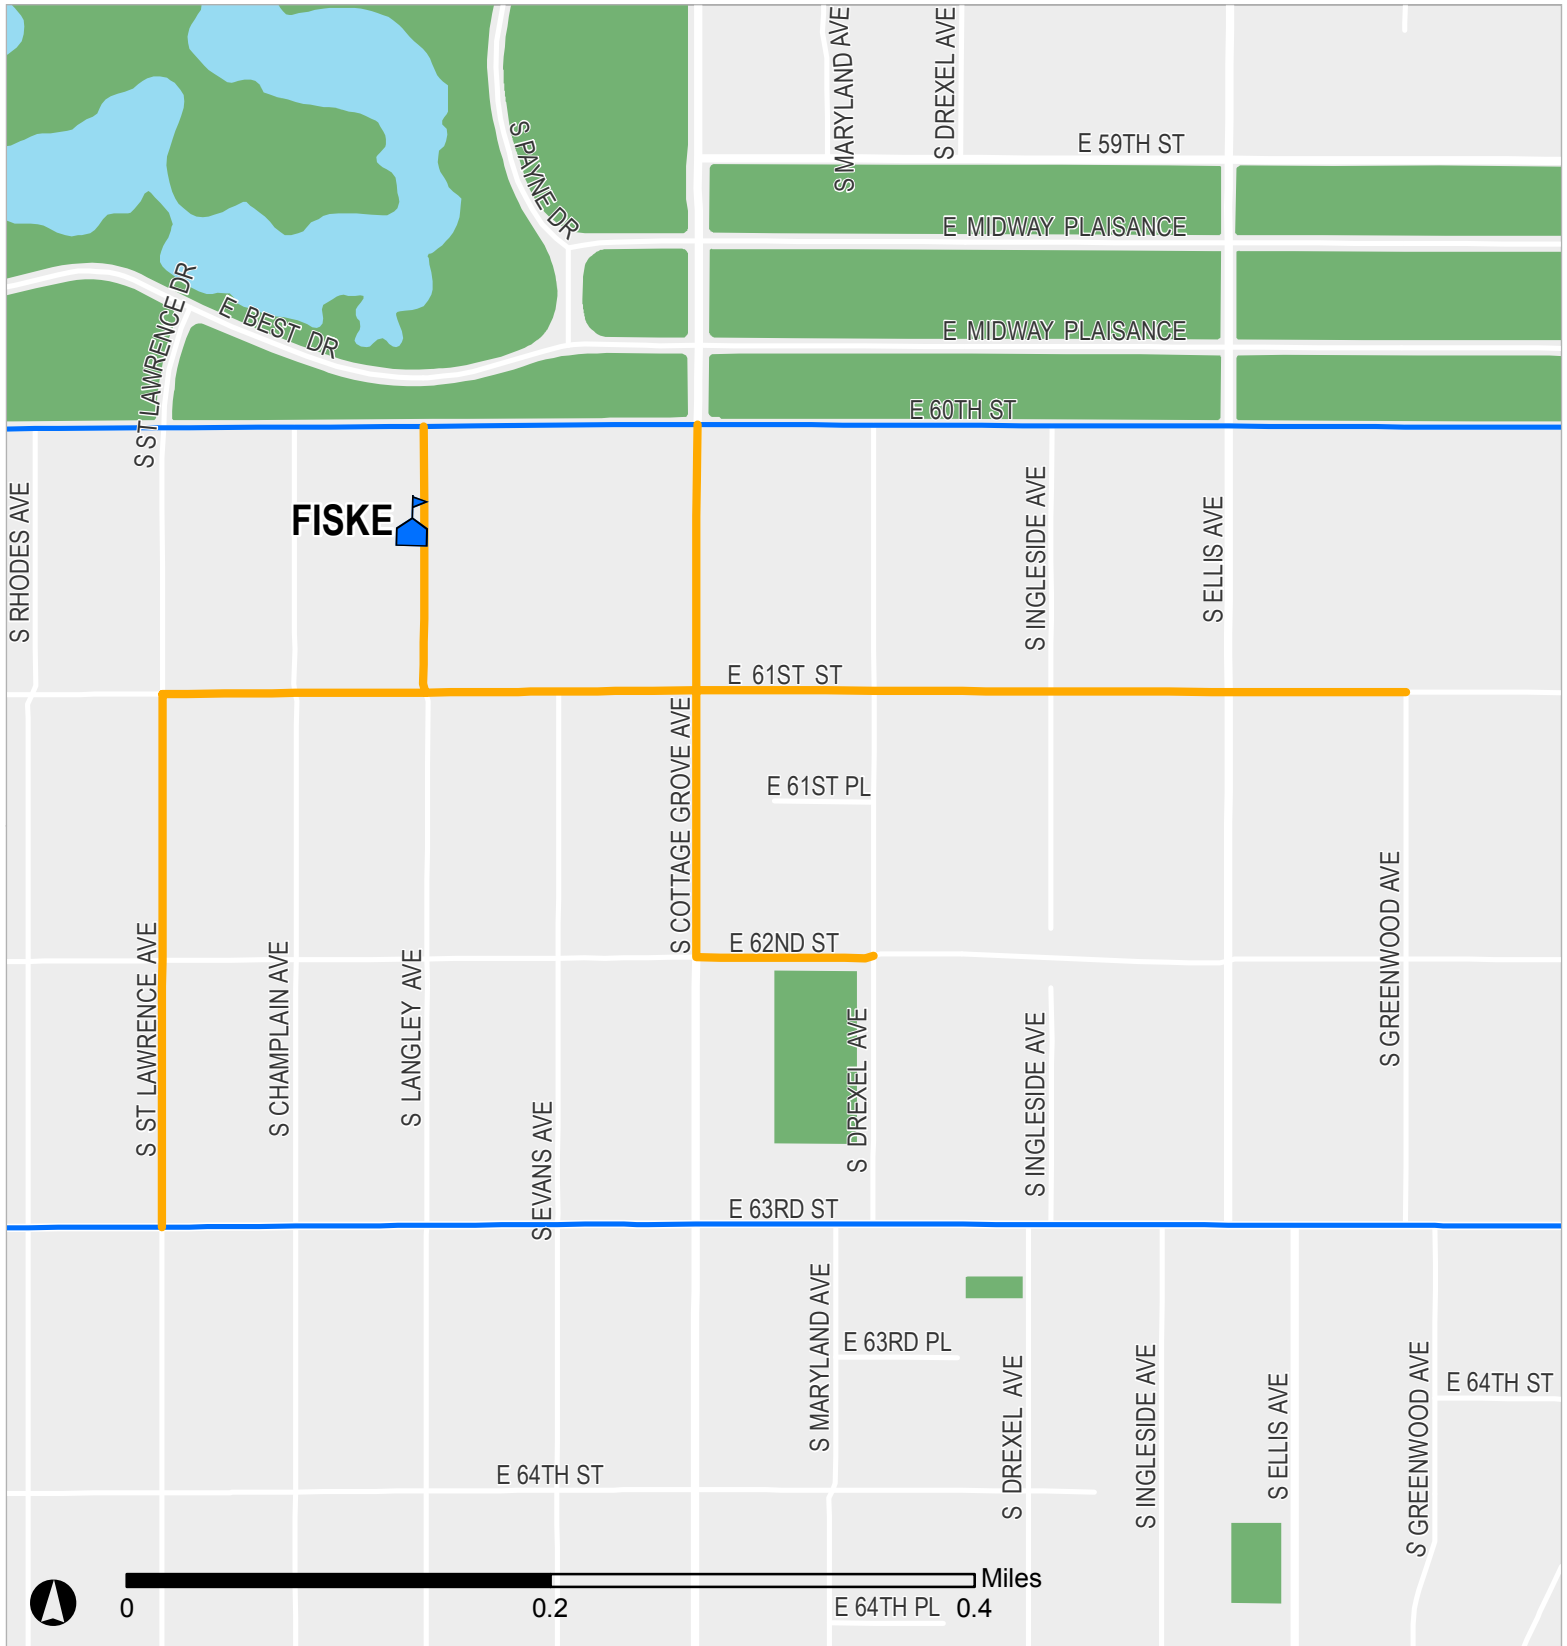 S MARYLAND AVE
S DREXEL AVE
E 59TH ST
S PAYNE DR
E MIDWAY PLAISANCE
S ST LAWRENCE DR
E BEST DR
E MIDWAY PLAISANCE
E 60TH ST
S RHODES AVE
FISKE
S INGLESIDE AVE
S ELLIS AVE
E 61ST ST
S COTTAGE GROVE AVE
E 61ST PL
S GREENWOOD AVE
E 62ND ST
S ST LAWRENCE AVE
S CHAMPLAIN AVE
S LANGLEY AVE
S EVANS AVE
S DREXEL AVE
S INGLESIDE AVE
E 63RD ST
S MARYLAND AVE
E 63RD PL
S DREXEL AVE
S INGLESIDE AVE
S ELLIS AVE
S GREENWOOD AVE
E 64TH ST
E 64TH ST
Miles
0
0.2
0.4
E 64TH PL